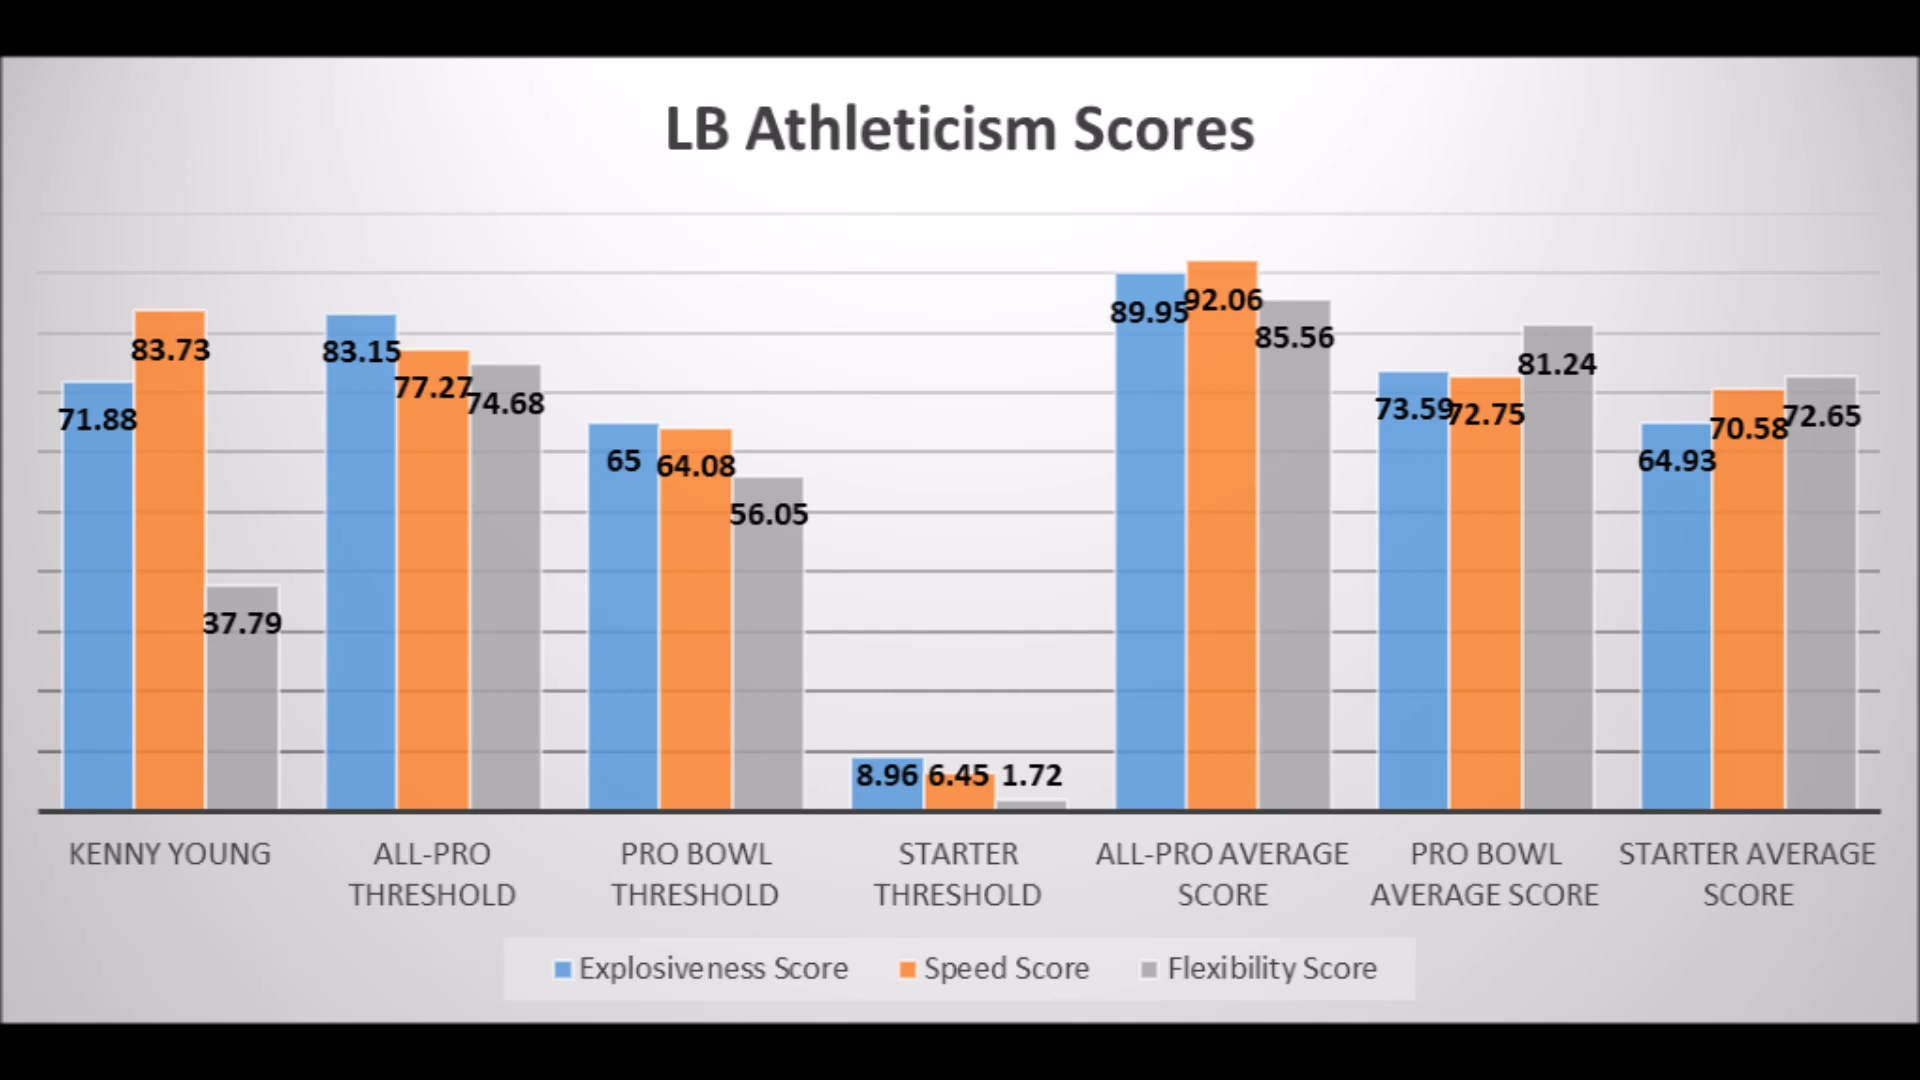 LB Athleticism Scores
71.88
83.73
37.79
83.15
77.27
74.68
65
64.08
56.05
8.96
6.45
1.72
89.95
92.06
85.56
73.59
72.75
81.24
64.93
70.58
72.65
KENNY YOUNG
ALL-PRO
THRESHOLD
PRO BOWL
THRESHOLD
STARTER
THRESHOLD
ALL-PRO AVERAGE
SCORE
PRO BOWL
AVERAGE SCORE
STARTER AVERAGE
SCORE
Explosiveness Score
Speed Score
Flexibility Score